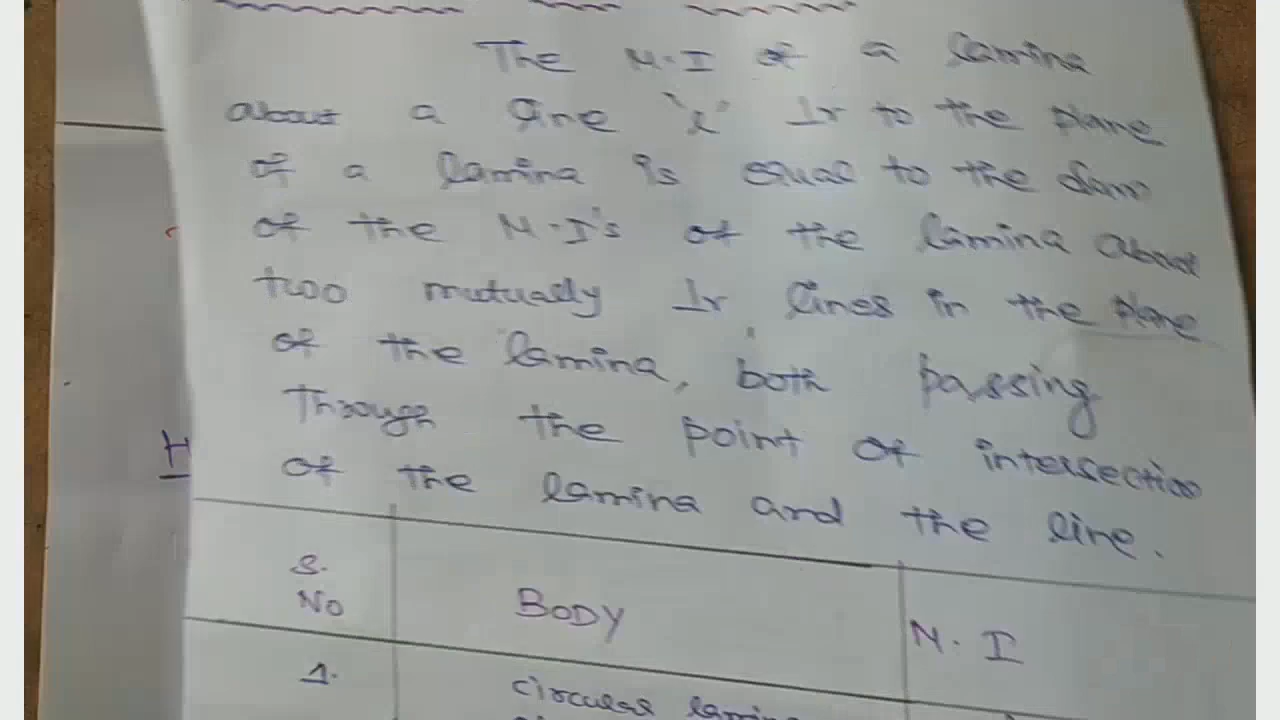 The M.I of a lamina
about a line 'l' ⊥r to the plane
of a lamina is equal to the sum
of the M.I's of the lamina about
two mutually ⊥r lines in the plane
of the lamina, both passing
through the point of intersection
of the lamina and the line.
S. No BODY M.I
1. circular lamina
H